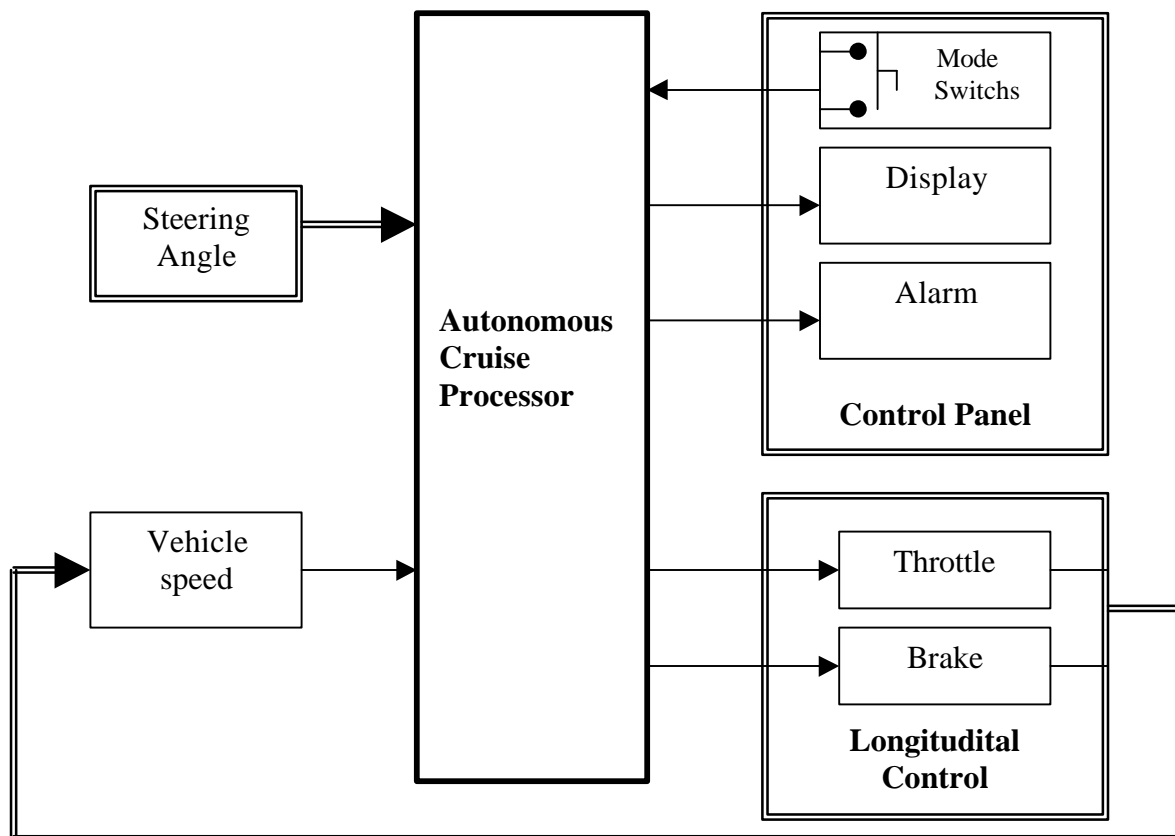 Mode
Switchs
Display
Steering
Angle
Alarm
Autonomous
Cruise
Processor
Control Panel
Vehicle
speed
Throttle
Brake
Longitudital
Control